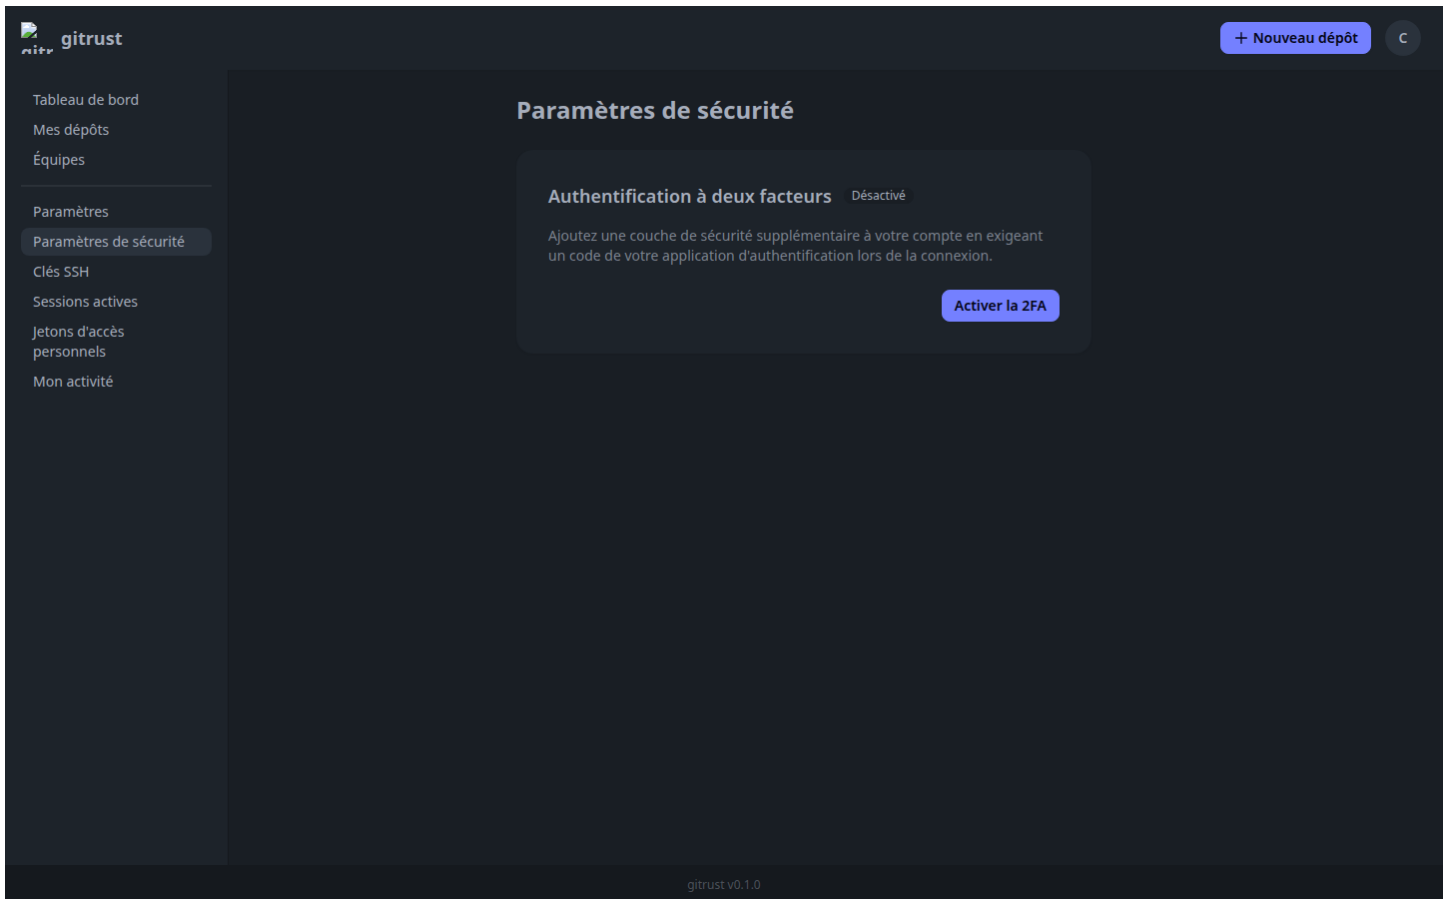 gitrust
+ Nouveau dépôt
C
Tableau de bord
Mes dépôts
Équipes
Paramètres
Paramètres de sécurité
Clés SSH
Sessions actives
Jetons d'accès
personnels
Mon activité
Paramètres de sécurité
Authentification à deux facteurs Désactivé
Ajoutez une couche de sécurité supplémentaire à votre compte en exigeant
un code de votre application d'authentification lors de la connexion.
Activer la 2FA
gitrust v0.1.0